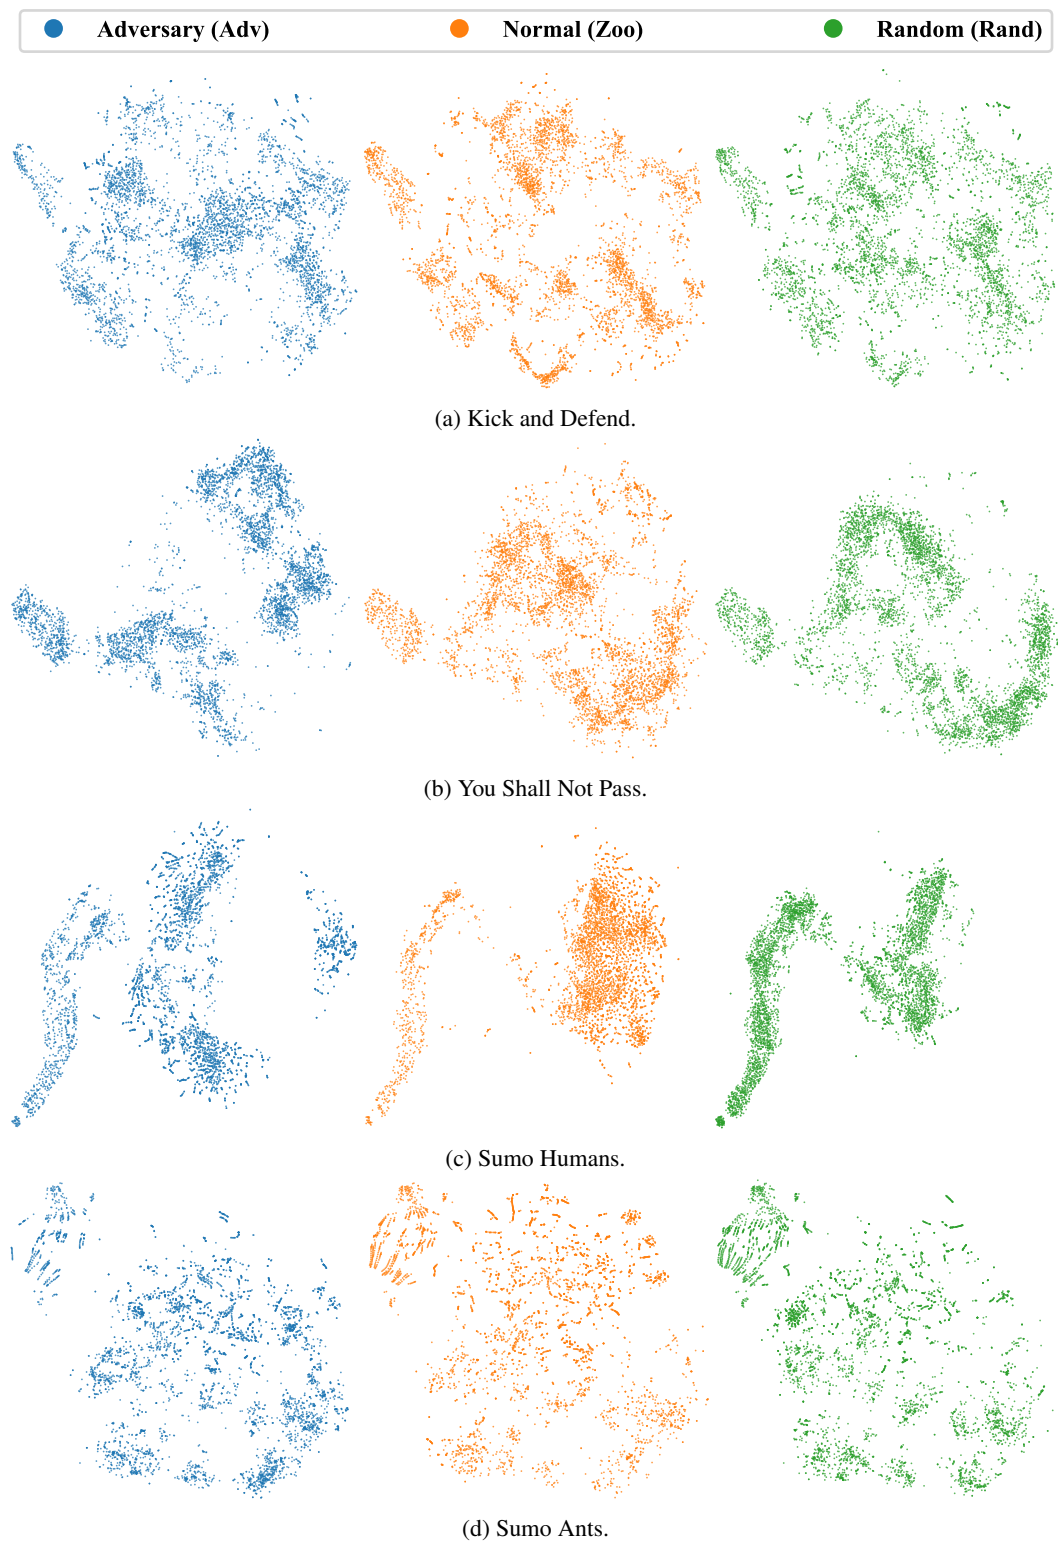 Adversary (Adv) Normal (Zoo) Random (Rand)
(a) Kick and Defend.
(b) You Shall Not Pass.
(c) Sumo Humans.
(d) Sumo Ants.